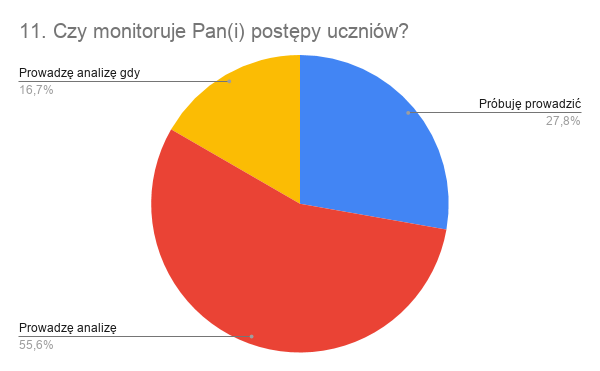 11. Czy monitoruje Pan(i) postępy uczniów?
Prowadzę analizę gdy
16,7%
Próbuję prowadzić
27,8%
Prowadzę analizę
55,6%